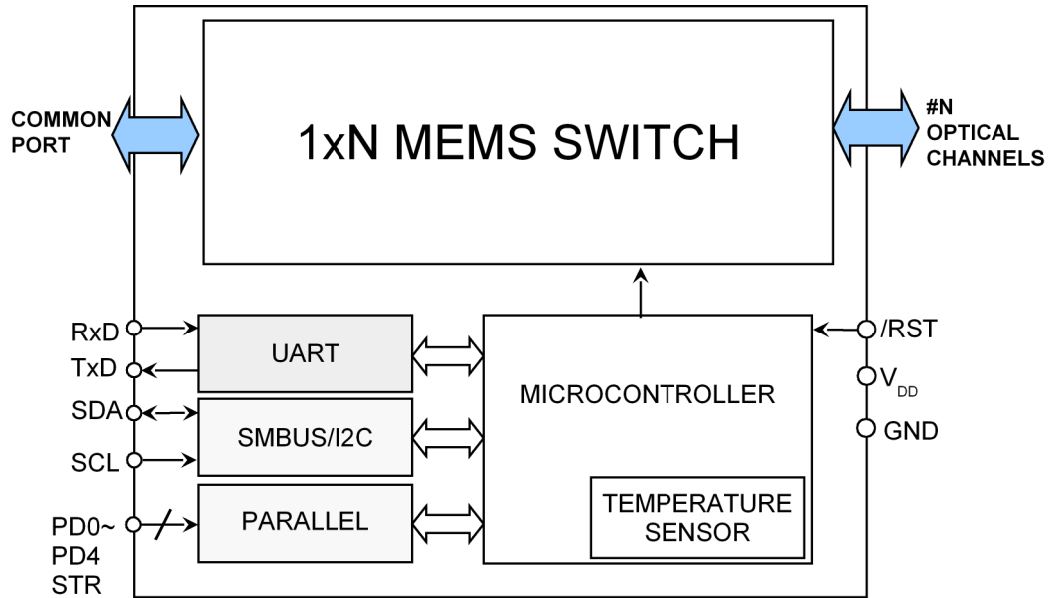 1xN MEMS SWITCH
COMMON
PORT
#N
OPTICAL
CHANNELS
RxD
TxD
SDA
SCL
PD0~
PD4
STR
UART
SMBUS/I2C
PARALLEL
MICROCONTROLLER
TEMPERATURE
SENSOR
/RST
VDD
GND